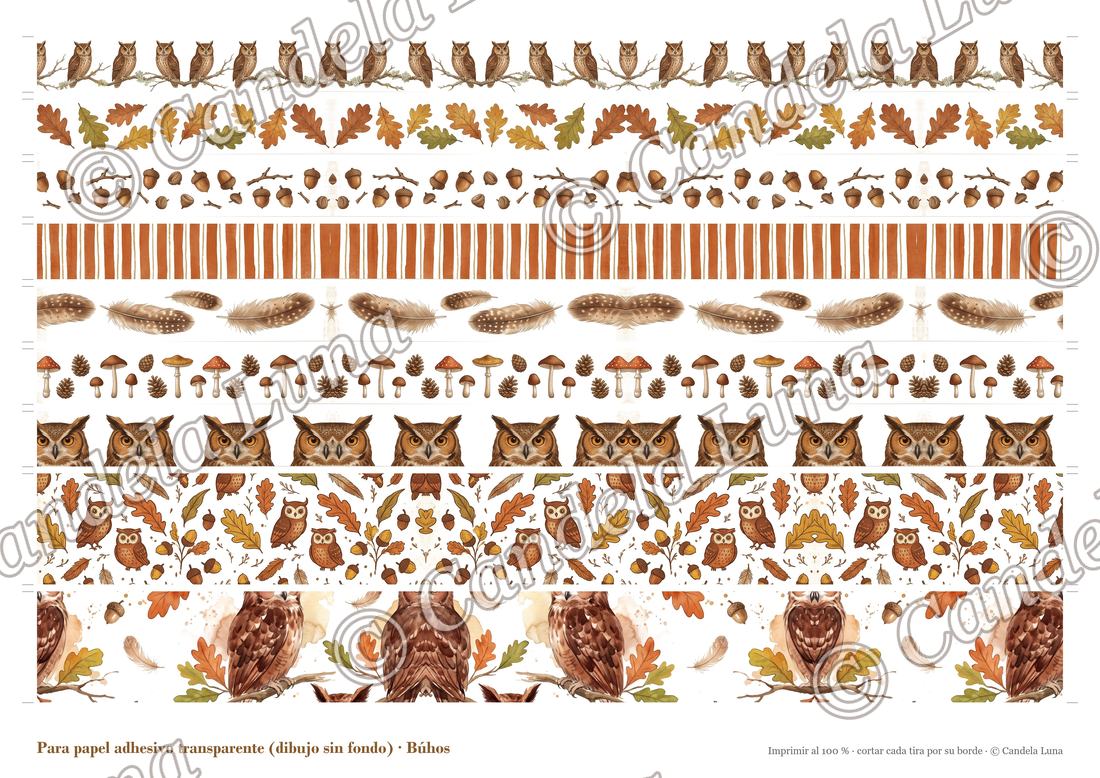 © Candela Luna
© Candela Luna
© Candela Luna
© Candela Luna
Para papel adhesivo transparente (dibujo sin fondo) · Búhos
Imprimir al 100 % · cortar cada tira por su borde · © Candela Luna